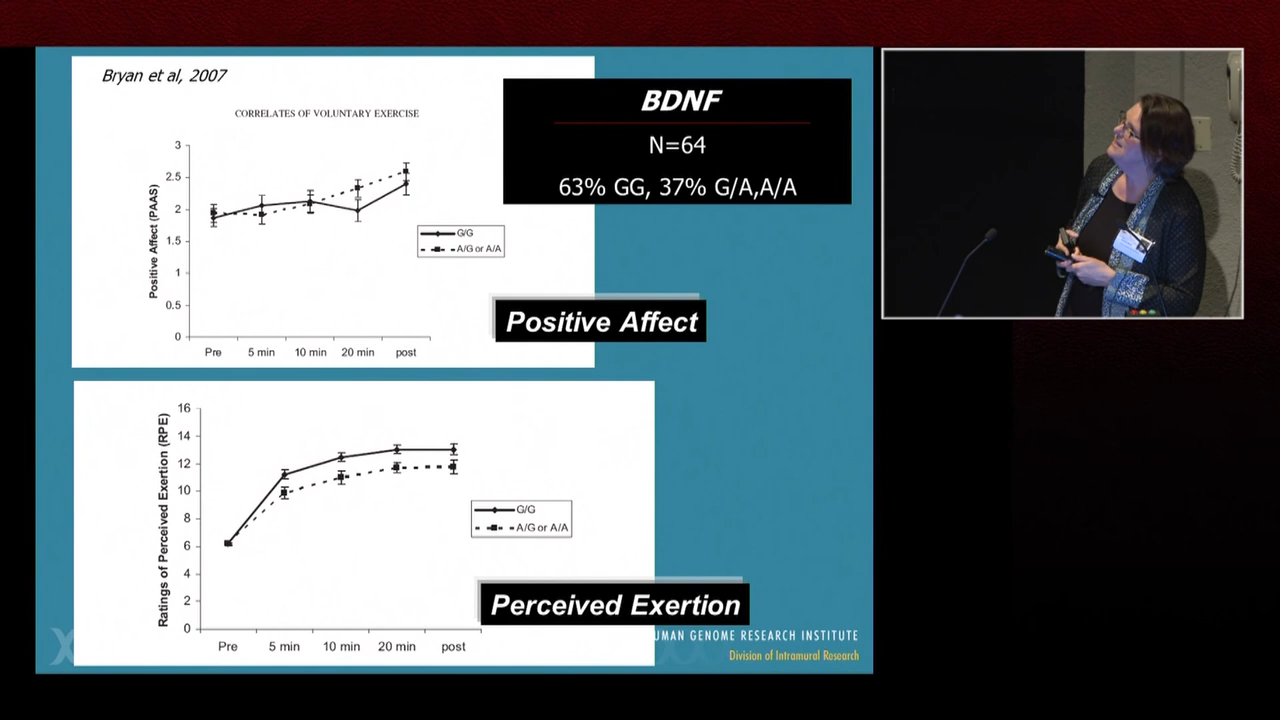 Bryan et al, 2007
CORRELATES OF VOLUNTARY EXERCISE
BDNF
N=64
63% GG, 37% G/A,A/A
Positive Affect (PAAS)
3
2.5
2
1.5
1
0.5
0
Pre 5 min 10 min 20 min post
G/G
A/G or A/A
Positive Affect
Ratings of Perceived Exertion (RPE)
16
14
12
10
8
6
4
2
0
Pre 5 min 10 min 20 min post
G/G
A/G or A/A
Perceived Exertion
UMAN GENOME RESEARCH INSTITUTE
Division of Intramural Research